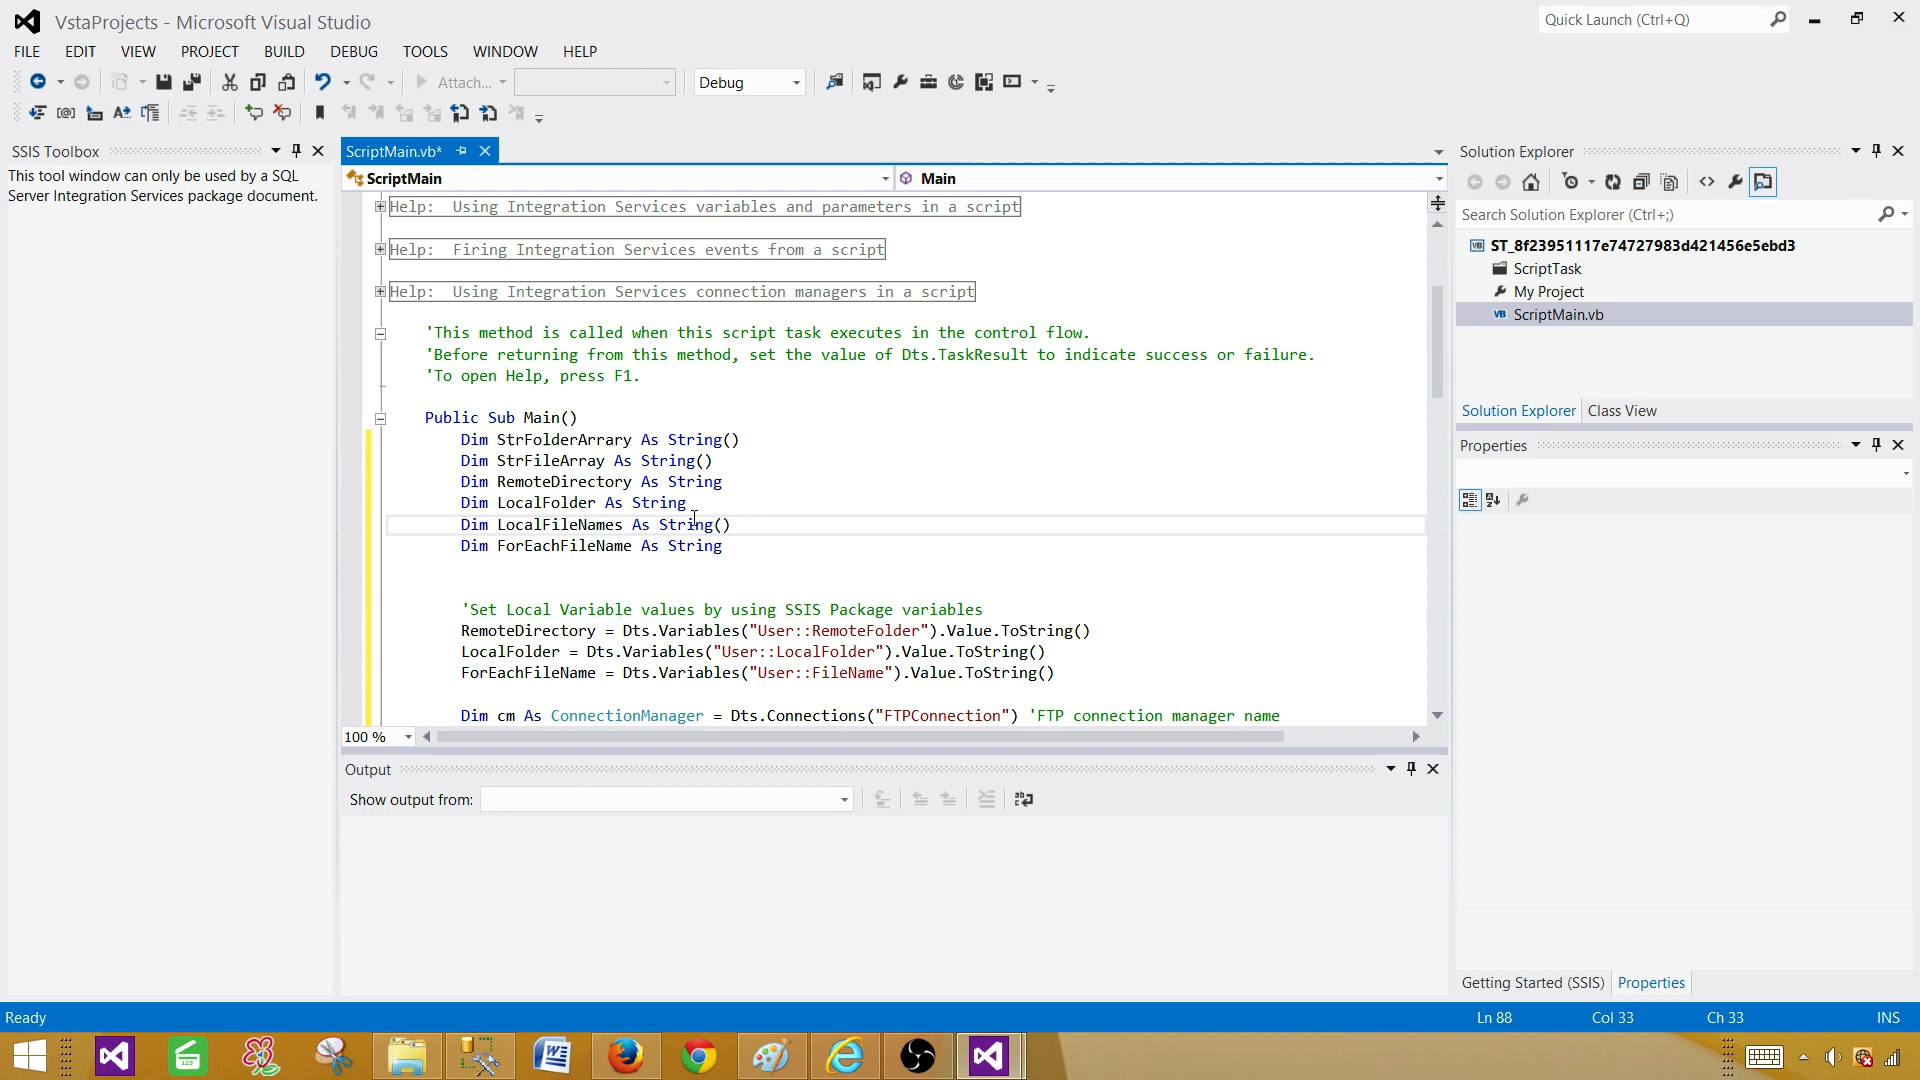 VstaProjects - Microsoft Visual Studio
Quick Launch (Ctrl+Q)
FILE EDIT VIEW PROJECT BUILD DEBUG TOOLS WINDOW HELP
Attach...
Debug
SSIS Toolbox
This tool window can only be used by a SQL
Server Integration Services package document.
ScriptMain.vb*
ScriptMain
Main
Help:  Using Integration Services variables and parameters in a script
Help:  Firing Integration Services events from a script
Help:  Using Integration Services connection managers in a script
'This method is called when this script task executes in the control flow.
'Before returning from this method, set the value of Dts.TaskResult to indicate success or failure.
'To open Help, press F1.
Public Sub Main()
Dim StrFolderArrary As String()
Dim StrFileArray As String()
Dim RemoteDirectory As String
Dim LocalFolder As String
Dim LocalFileNames As String()
Dim ForEachFileName As String
'Set Local Variable values by using SSIS Package variables
RemoteDirectory = Dts.Variables("User::RemoteFolder").Value.ToString()
LocalFolder = Dts.Variables("User::LocalFolder").Value.ToString()
ForEachFileName = Dts.Variables("User::FileName").Value.ToString()
Dim cm As ConnectionManager = Dts.Connections("FTPConnection") 'FTP connection manager name
100 %
Output
Show output from:
Solution Explorer
Search Solution Explorer (Ctrl+;)
ST_8f23951117e74727983d421456e5ebd3
ScriptTask
My Project
ScriptMain.vb
Solution Explorer Class View
Properties
Getting Started (SSIS) Properties
Ready
Ln 88 Col 33 Ch 33 INS